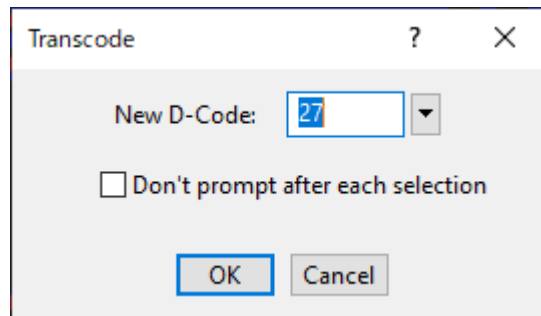 Transcode ?
New D-Code: 27
Don't prompt after each selection
OK Cancel